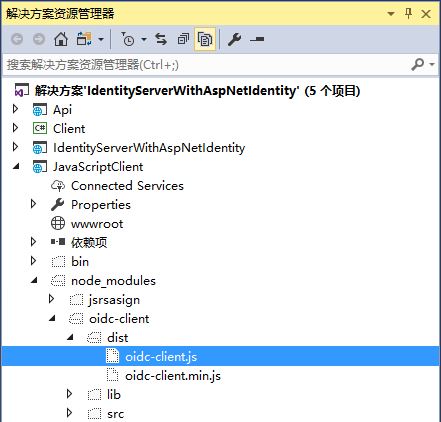 解决方案资源管理器
搜索解决方案资源管理器(Ctrl+;)
解决方案'IdentityServerWithAspNetIdentity' (5 个项目)
Api
C# Client
IdentityServerWithAspNetIdentity
JavaScriptClient
Connected Services
Properties
wwwroot
依赖项
bin
node_modules
jsrsasign
oidc-client
dist
oidc-client.js
oidc-client.min.js
lib
src